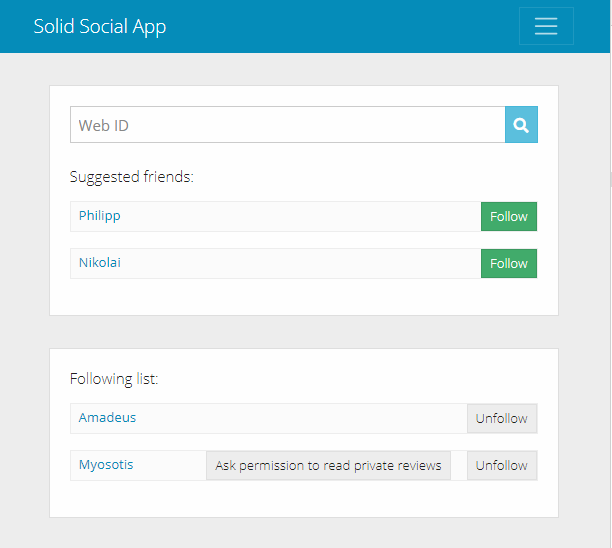 Solid Social App
Web ID
Suggested friends:
Philipp Follow
Nikolai Follow
Following list:
Amadeus Unfollow
Myosotis Ask permission to read private reviews Unfollow